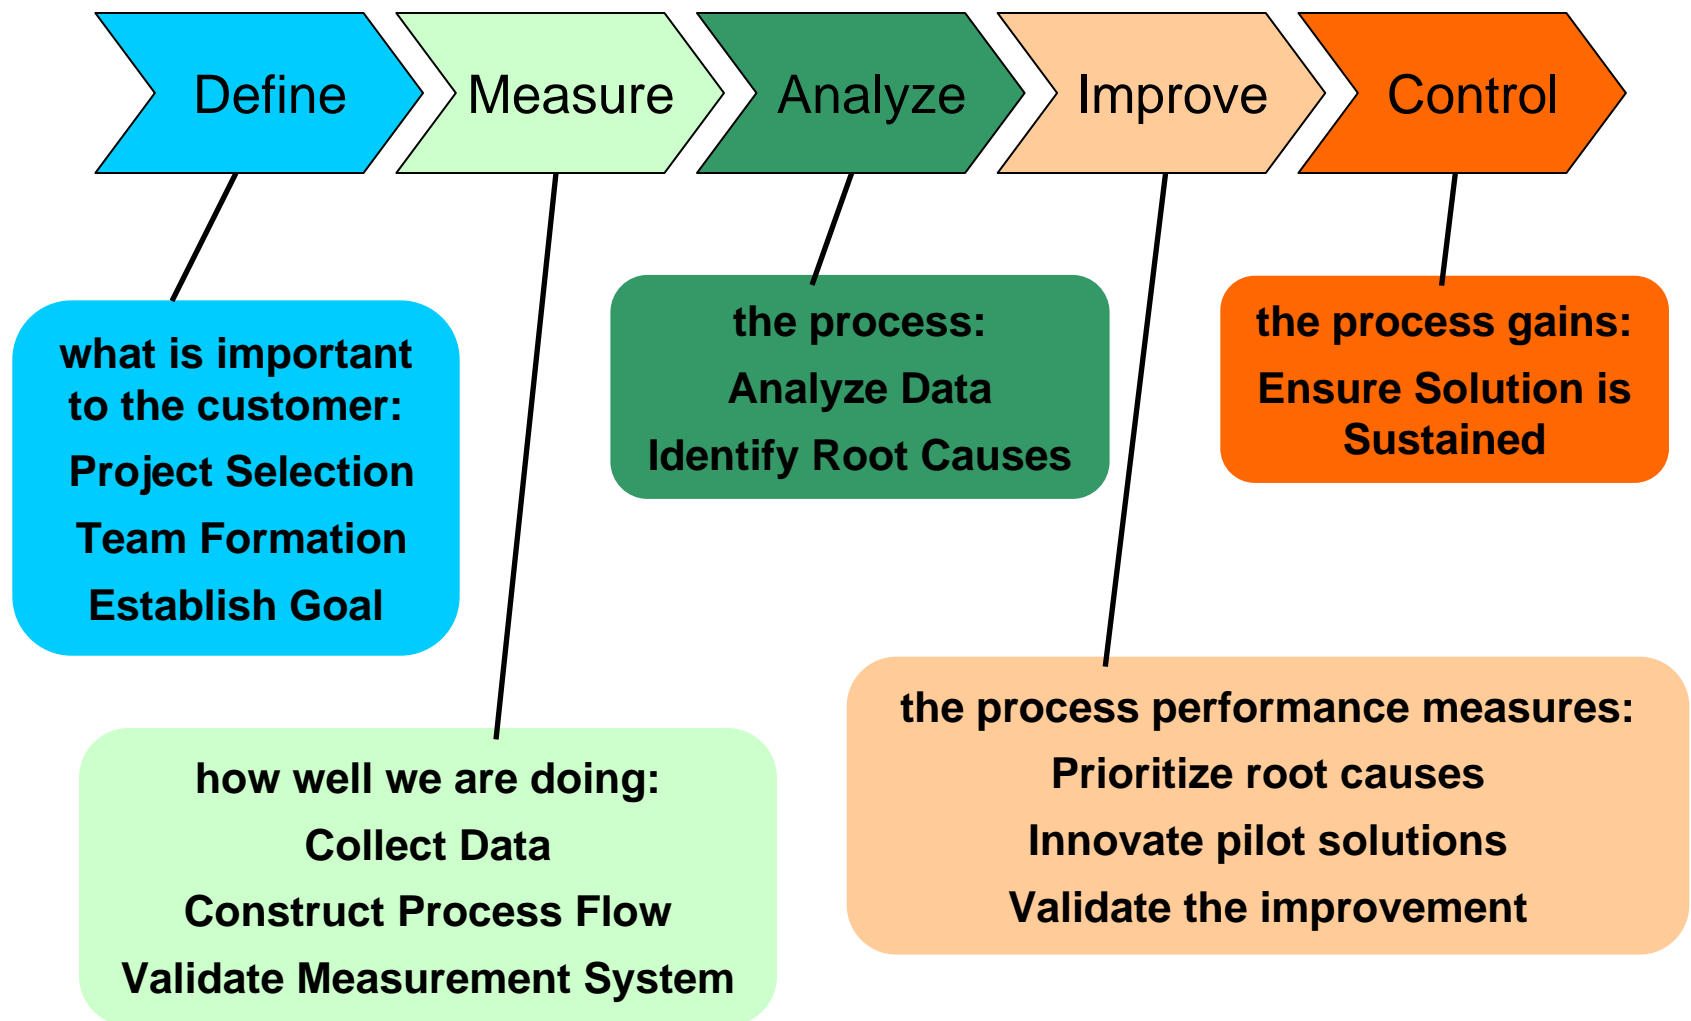 Define
Measure
Analyze
Improve
Control
what is important
to the customer:
Project Selection
Team Formation
Establish Goal
how well we are doing:
Collect Data
Construct Process Flow
Validate Measurement System
the process:
Analyze Data
Identify Root Causes
the process performance measures:
Prioritize root causes
Innovate pilot solutions
Validate the improvement
the process gains:
Ensure Solution is
Sustained